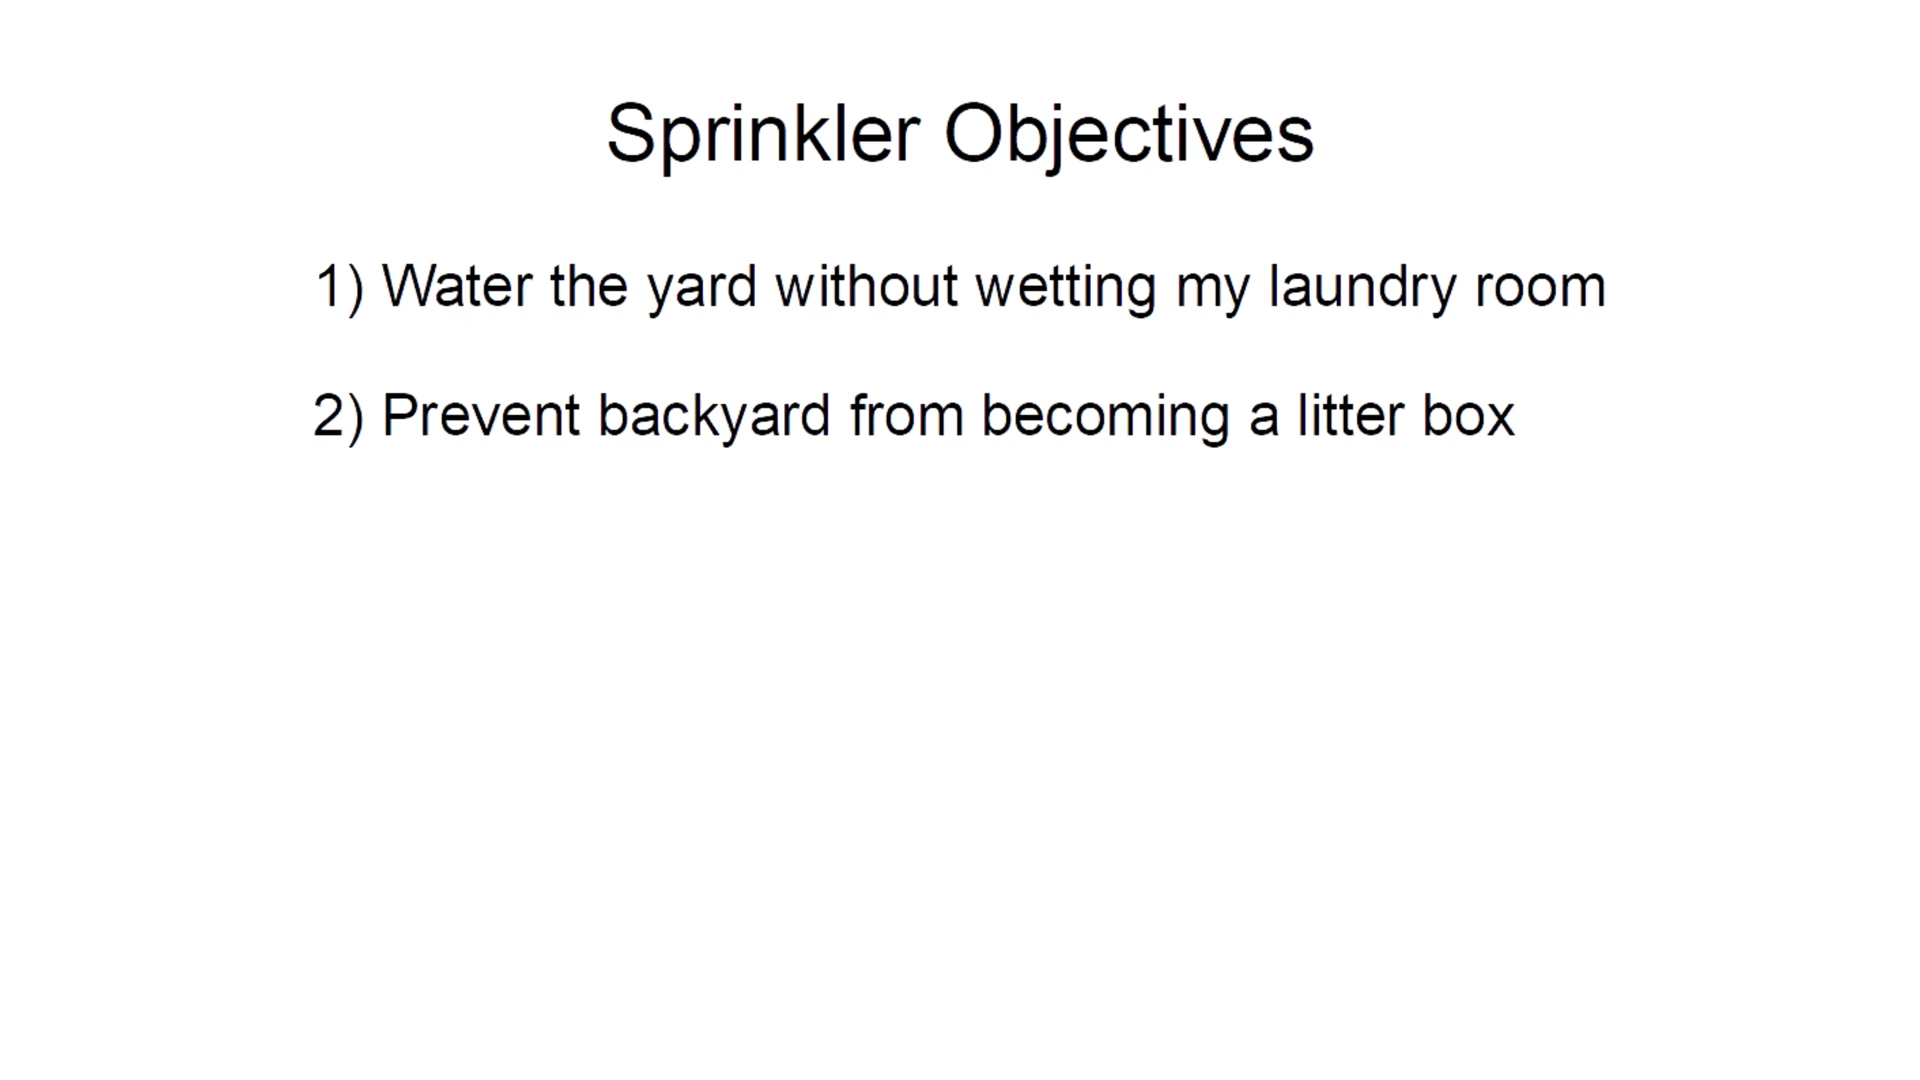 Sprinkler Objectives
1) Water the yard without wetting my laundry room
2) Prevent backyard from becoming a litter box